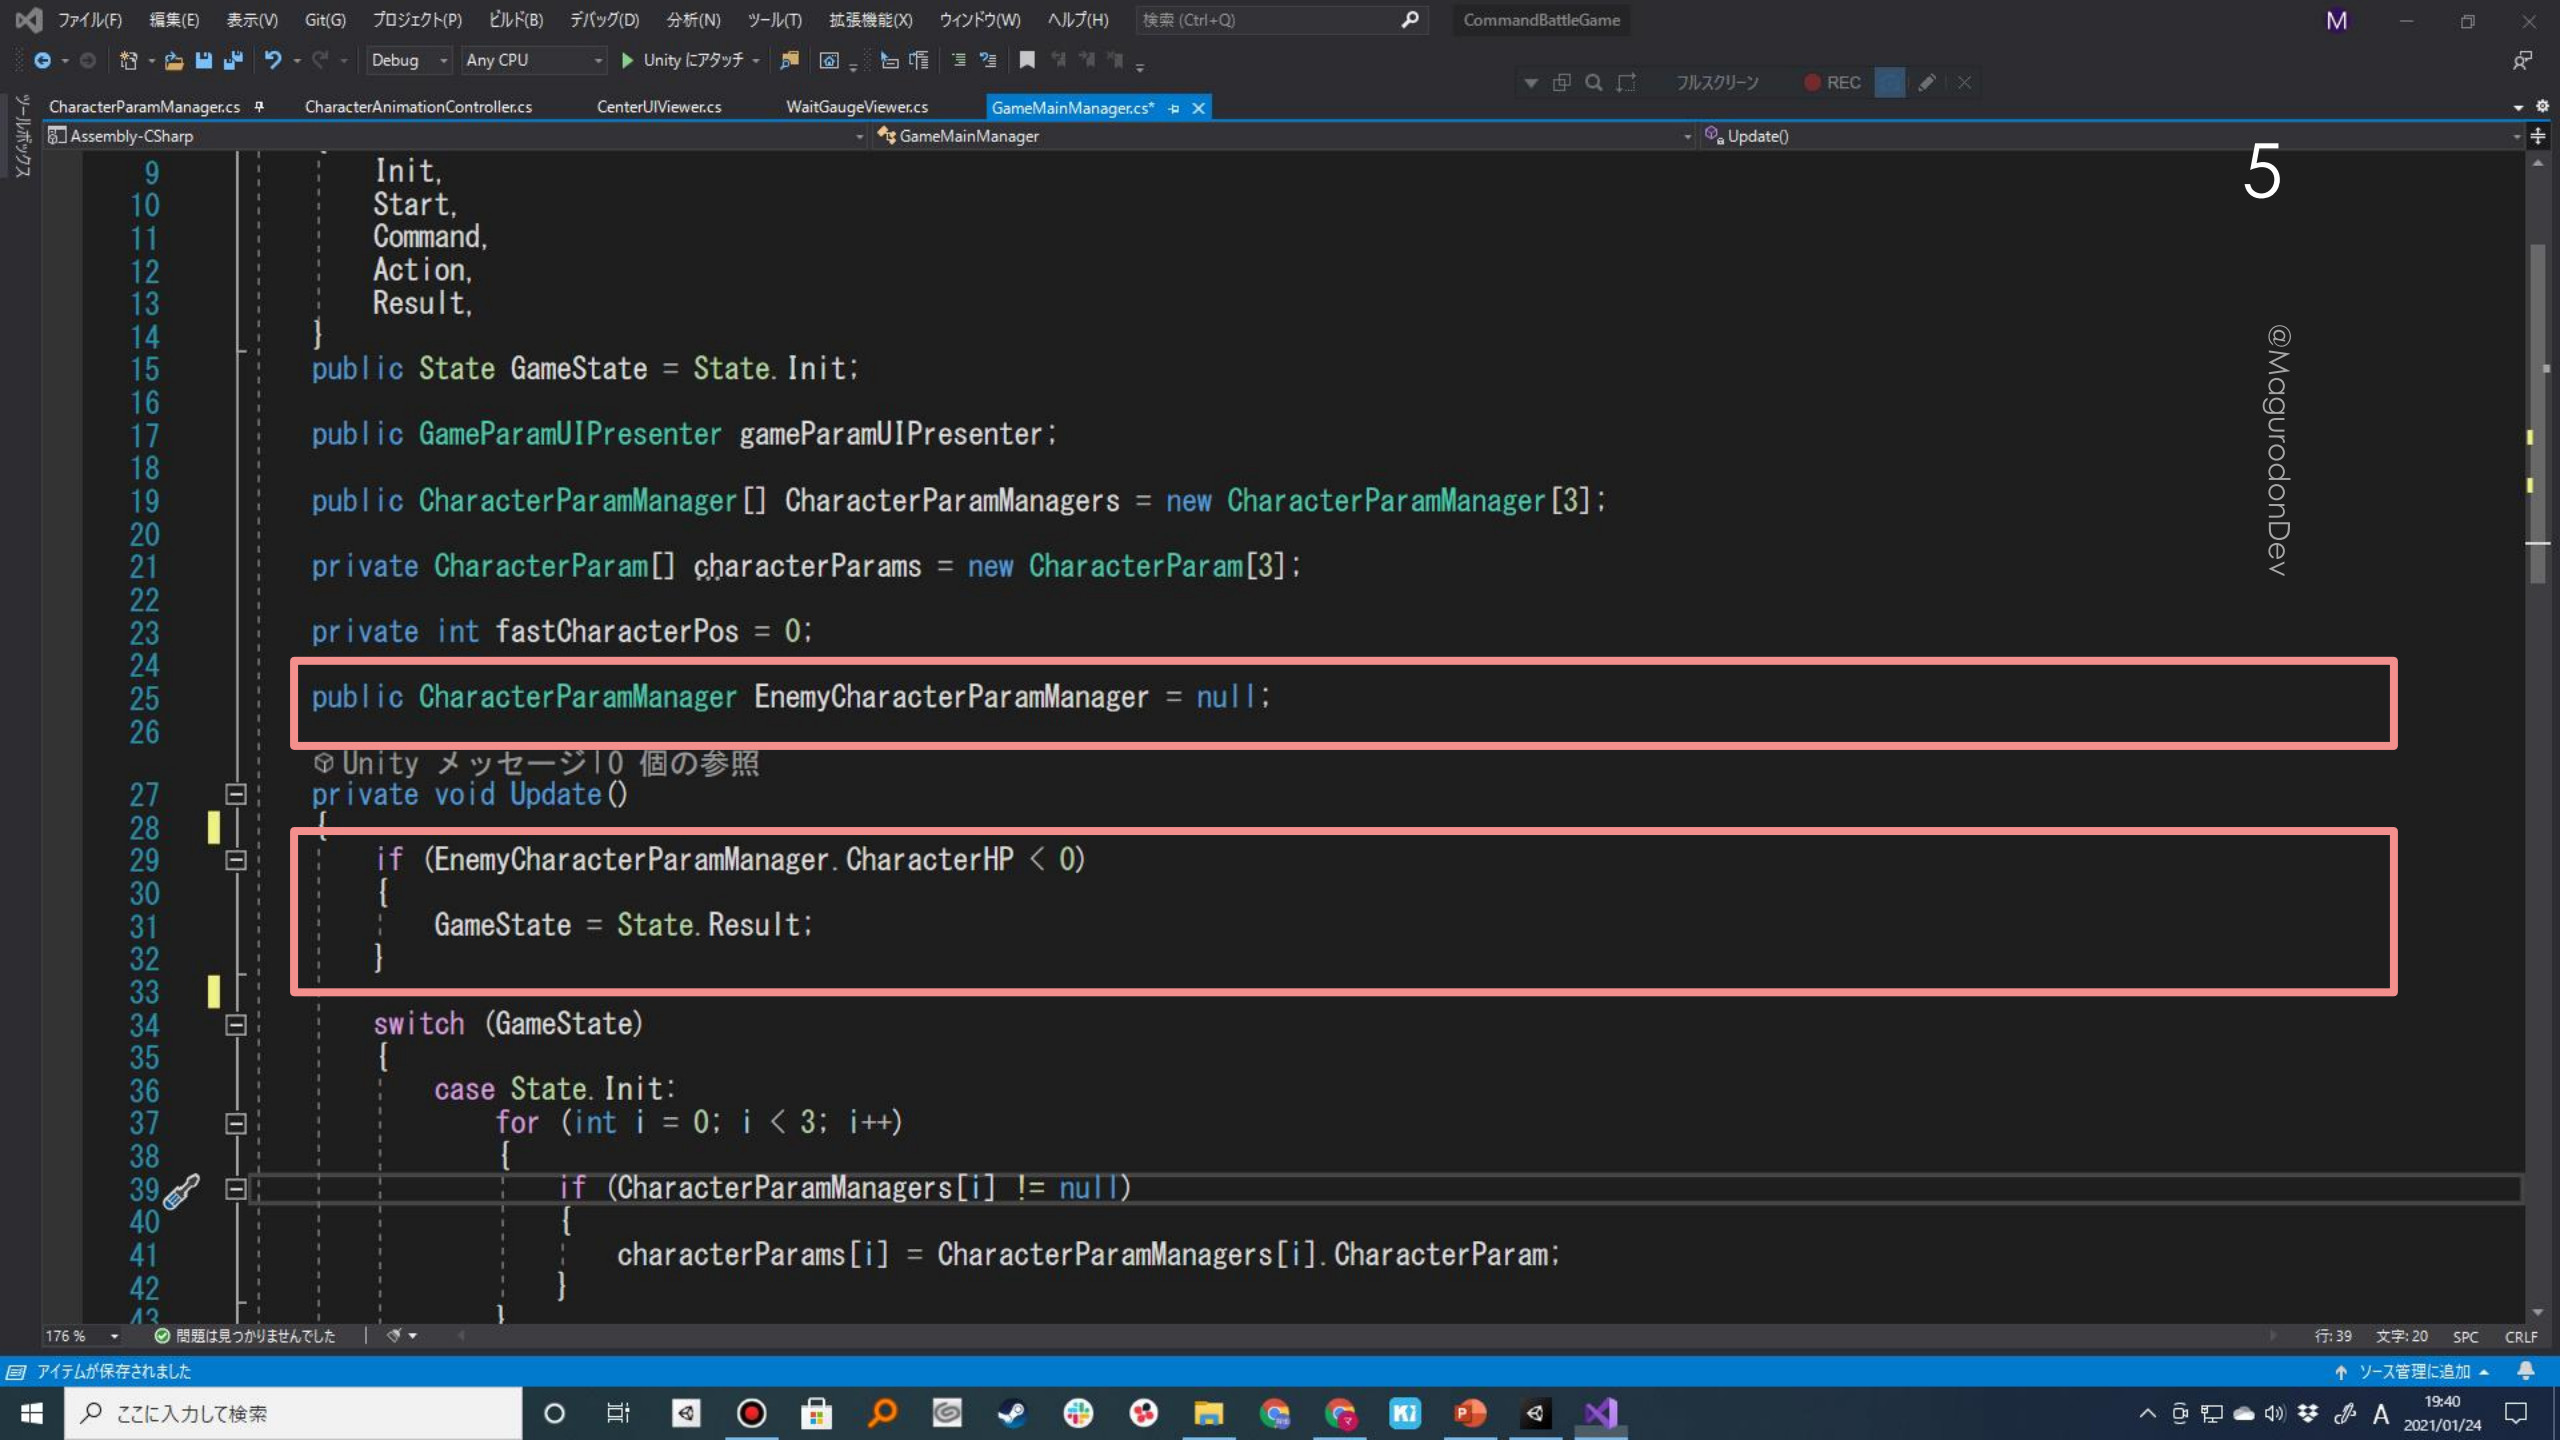 ファイル(F) 編集(E) 表示(V) Git(G) プロジェクト(P) ビルド(B) デバッグ(D) 分析(N) ツール(T) 拡張機能(X) ウィンドウ(W) ヘルプ(H) 検索 (Ctrl+Q) CommandBattleGame M
Debug Any CPU Unity にアタッチ
フルスクリーン REC
ツールボックス
CharacterParamManager.cs CharacterAnimationController.cs CenterUIViewer.cs WaitGaugeViewer.cs GameMainManager.cs*
Assembly-CSharp GameMainManager Update()
5
@MagurodonDev
9 Init,
10 Start,
11 Command,
12 Action,
13 Result,
14 }
15 public State GameState = State.Init;
16
17 public GameParamUIPresenter gameParamUIPresenter;
18
19 public CharacterParamManager[] CharacterParamManagers = new CharacterParamManager[3];
20
21 private CharacterParam[] characterParams = new CharacterParam[3];
22
23 private int fastCharacterPos = 0;
24
25 public CharacterParamManager EnemyCharacterParamManager = null;
26
Unity メッセージ|0 個の参照
27 private void Update()
28 {
29 if (EnemyCharacterParamManager.CharacterHP < 0)
30 {
31 GameState = State.Result;
32 }
33
34 switch (GameState)
35 {
36 case State.Init:
37 for (int i = 0; i < 3; i++)
38 {
39 if (CharacterParamManagers[i] != null)
40 {
41 characterParams[i] = CharacterParamManagers[i].CharacterParam;
42 }
43 }
176 % 問題は見つかりませんでした 行: 39 文字: 20 SPC CRLF
アイテムが保存されました ソース管理に追加
ここに入力して検索 A 19:40
2021/01/24